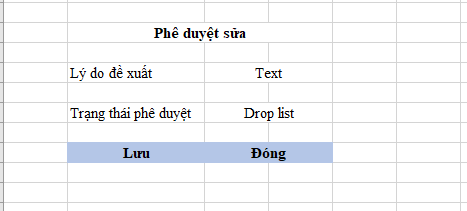 Phê duyệt sửa
Lý do đề xuất Text
Trạng thái phê duyệt Drop list
Lưu Đóng